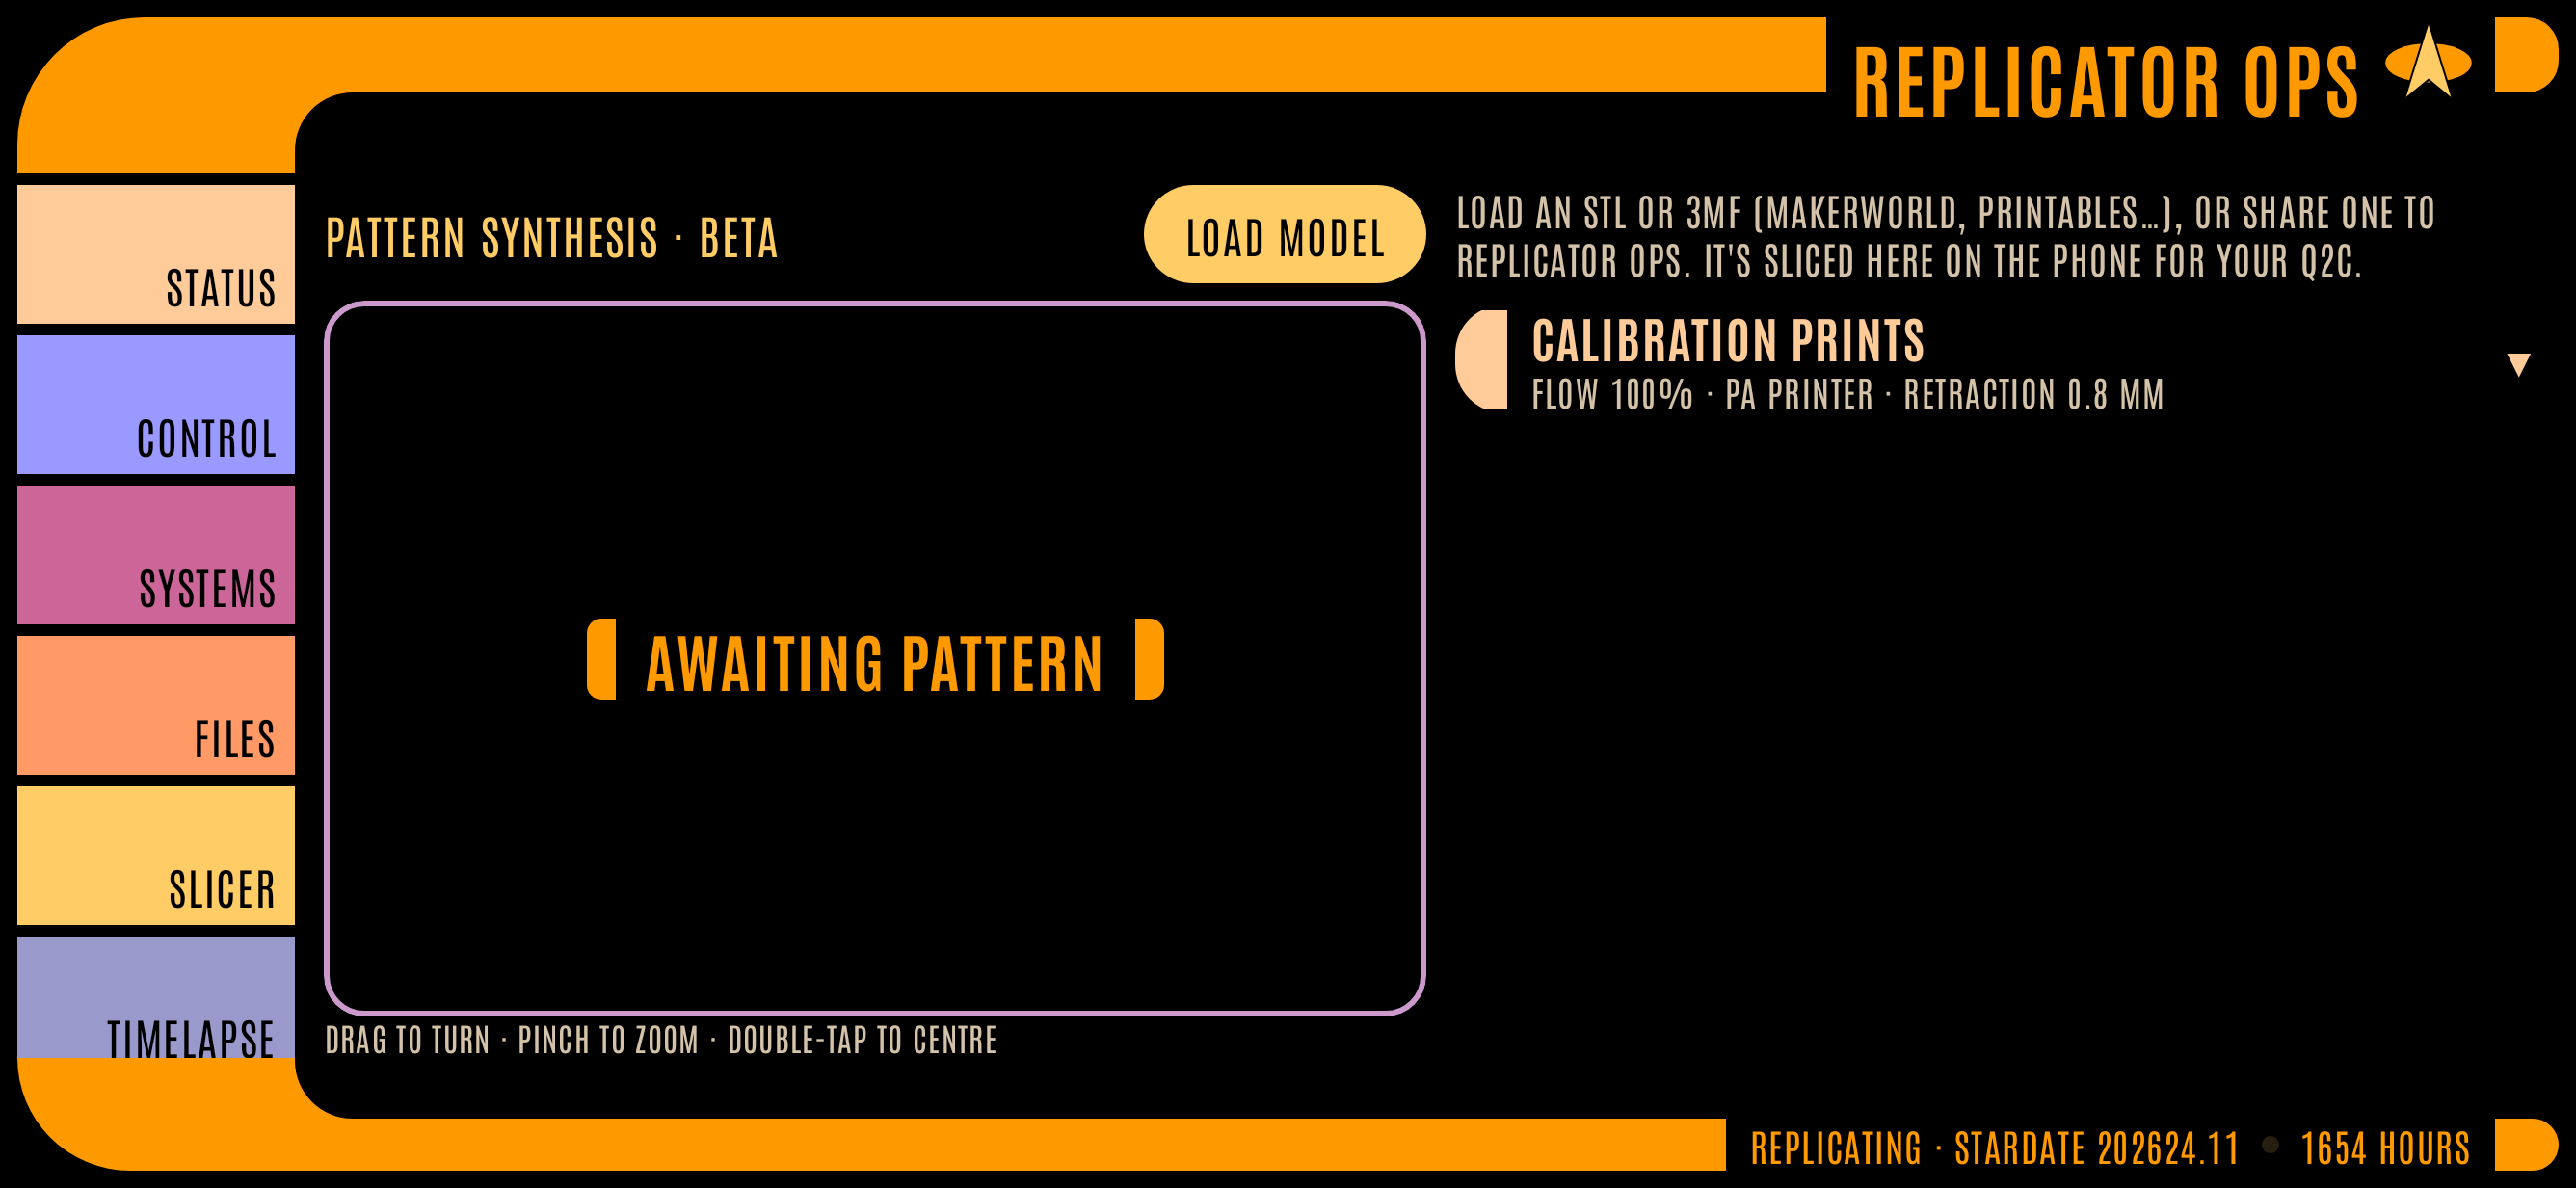 REPLICATOR OPS
STATUS
CONTROL
SYSTEMS
FILES
SLICER
TIMELAPSE
PATTERN SYNTHESIS · BETA
LOAD MODEL
AWAITING PATTERN
DRAG TO TURN · PINCH TO ZOOM · DOUBLE-TAP TO CENTRE
LOAD AN STL OR 3MF (MAKERWORLD, PRINTABLES…), OR SHARE ONE TO
REPLICATOR OPS. IT'S SLICED HERE ON THE PHONE FOR YOUR Q2C.
CALIBRATION PRINTS
FLOW 100% · PA PRINTER · RETRACTION 0.8 MM
REPLICATING · STARDATE 202624.11 1654 HOURS